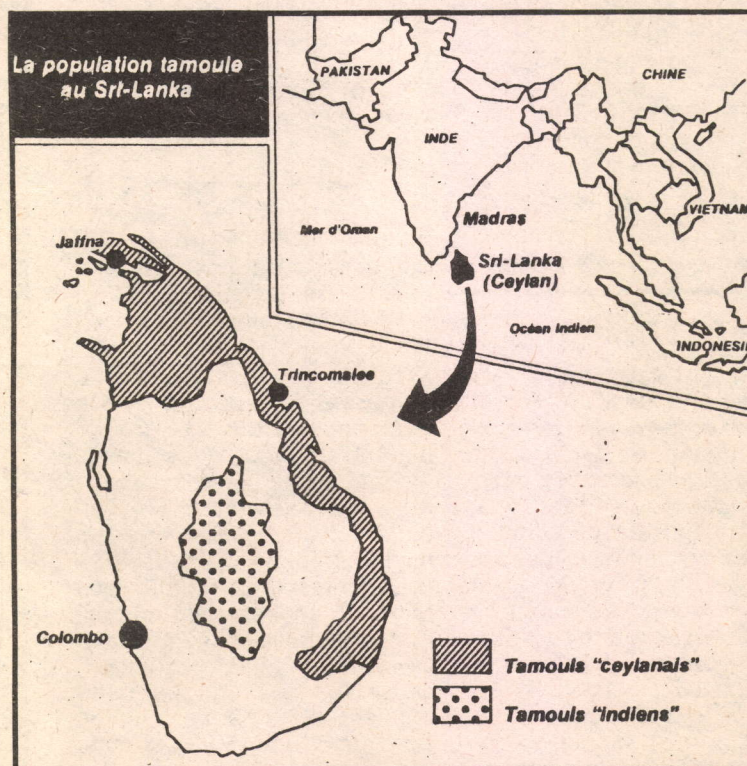 La population tamoule
au Sri-Lanka
PAKISTAN
CHINE
INDE
Mer d'Oman
Madras
VIETNAM
Sri-Lanka
(Ceylan)
Océan Indien
INDONESIE
Jaffna
Trincomalee
Colombo
Tamouls "ceylanais"
Tamouls "indiens"